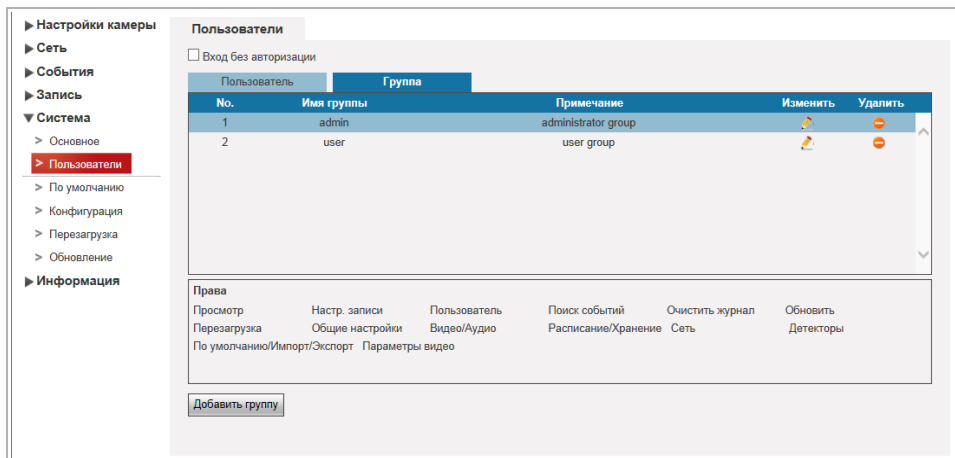 Настройки камеры
Сеть
События
Запись
Система
> Основное
> Пользователи
> По умолчанию
> Конфигурация
> Перезагрузка
> Обновление
Информация
Пользователи
Вход без авторизации
Пользователь Группа
No. Имя группы Примечание Изменить Удалить
1 admin administrator group
2 user user group
Права
Просмотр Настр. записи Пользователь Поиск событий Очистить журнал Обновить
Перезагрузка Общие настройки Видео/Аудио Расписание/Хранение Сеть Детекторы
По умолчанию/Импорт/Экспорт Параметры видео
Добавить группу